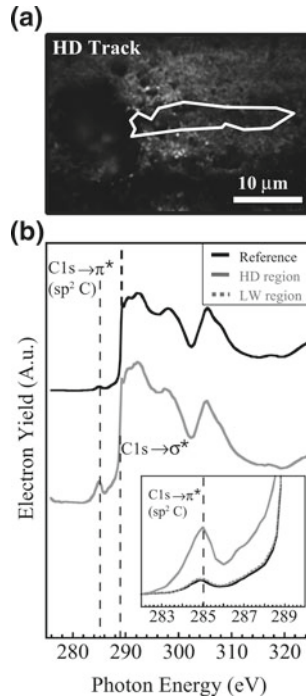 (a)
HD Track
10 μm
(b)
C1s→π*
(sp² C)
Reference
HD region
LW region
C1s→σ*
C1s→π*
(sp² C)
283 285 287 289
Electron Yield (A.u.)
280 290 300 310 320
Photon Energy (eV)